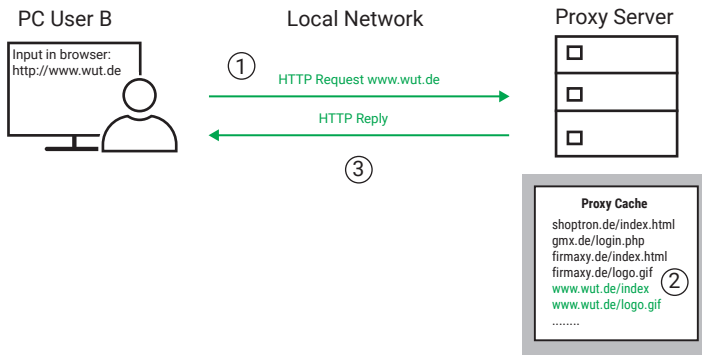 PC User B
Local Network
Proxy Server
Input in browser:
http://www.wut.de
1
HTTP Request www.wut.de
HTTP Reply
3
Proxy Cache
shoptron.de/index.html
gmx.de/login.php
firmaxy.de/index.html
firmaxy.de/logo.gif
www.wut.de/index
2
www.wut.de/logo.gif
........